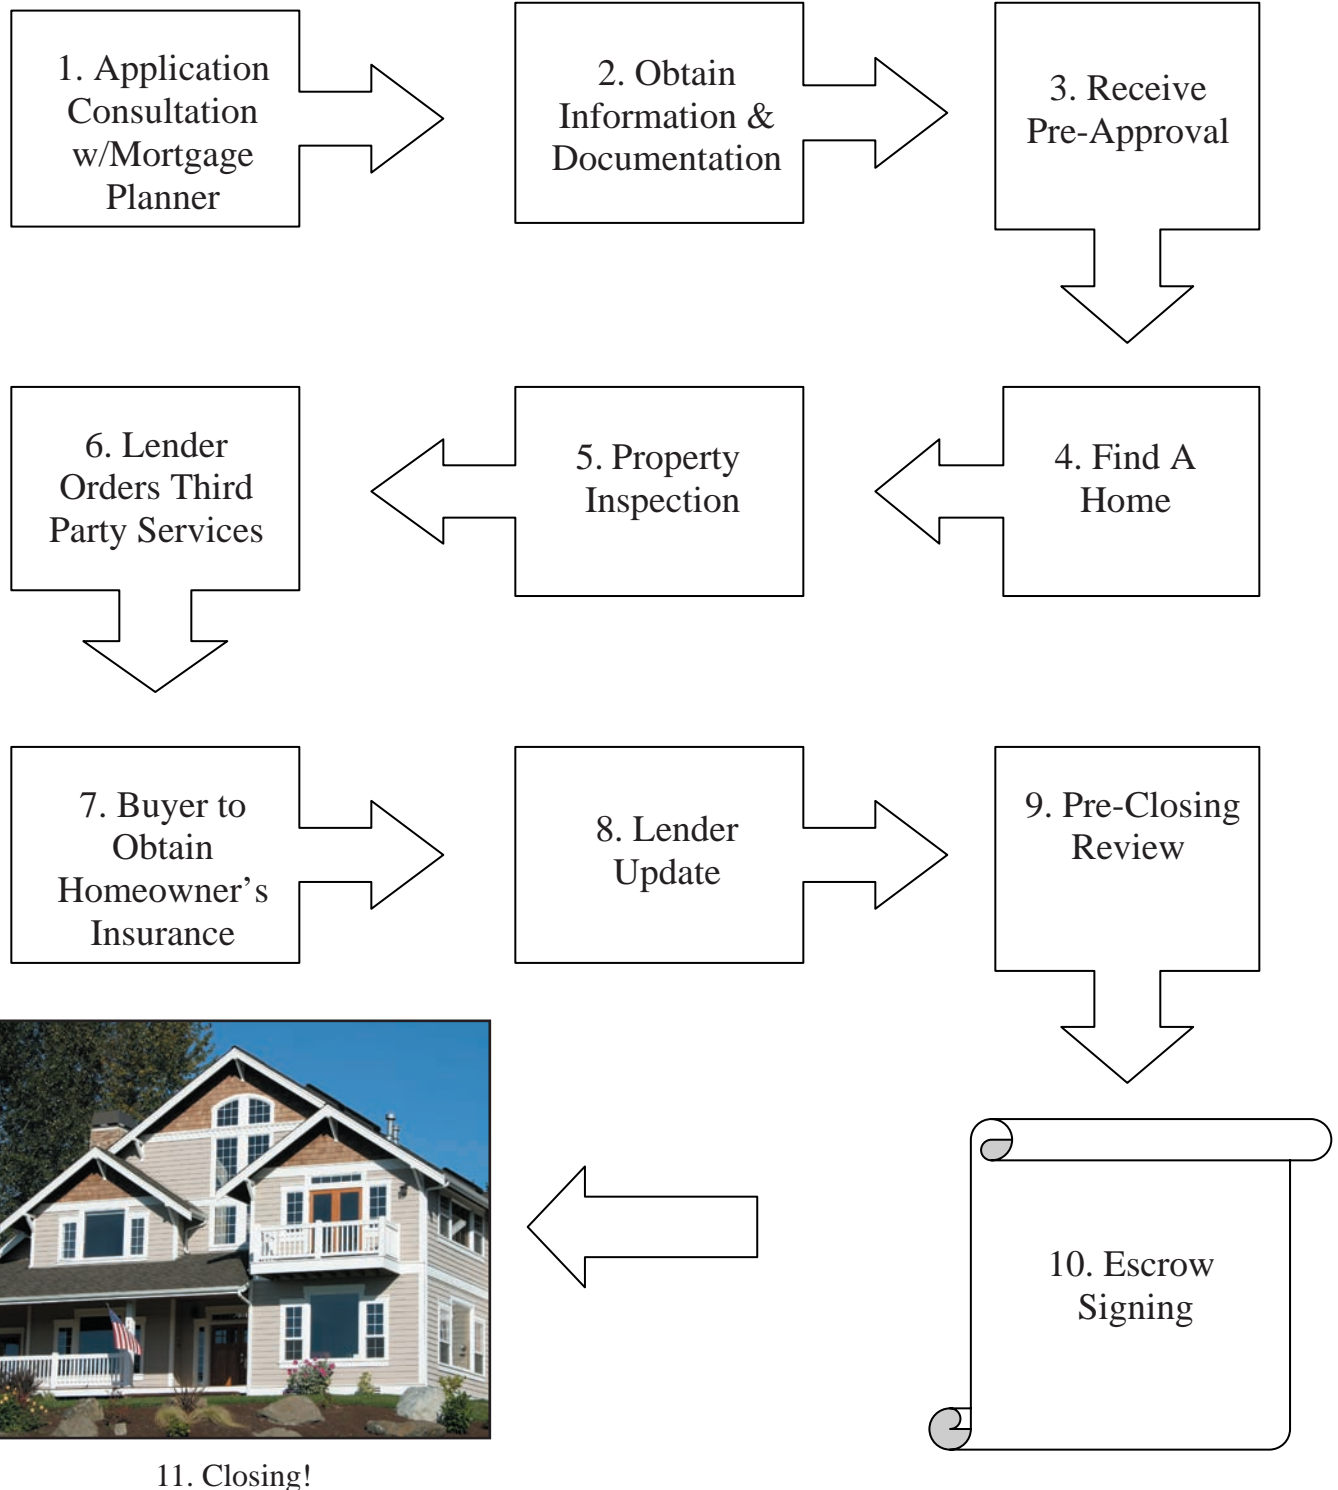 1. Application
Consultation
w/Mortgage
Planner
2. Obtain
Information &
Documentation
3. Receive
Pre-Approval
4. Find A
Home
5. Property
Inspection
6. Lender
Orders Third
Party Services
7. Buyer to
Obtain
Homeowner’s
Insurance
8. Lender
Update
9. Pre-Closing
Review
10. Escrow
Signing
11. Closing!